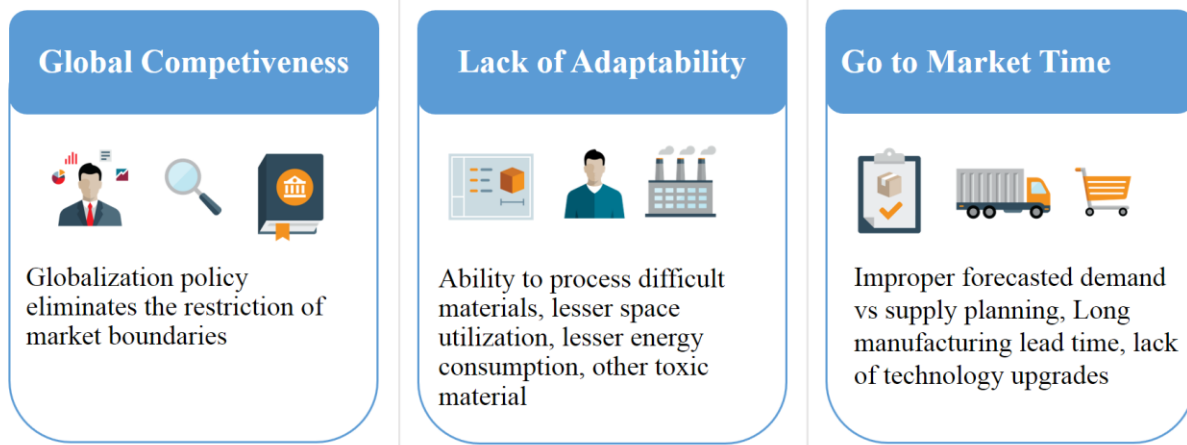 Global Competiveness
Globalization policy
eliminates the restriction of
market boundaries
Lack of Adaptability
Ability to process difficult
materials, lesser space
utilization, lesser energy
consumption, other toxic
material
Go to Market Time
Improper forecasted demand
vs supply planning, Long
manufacturing lead time, lack
of technology upgrades